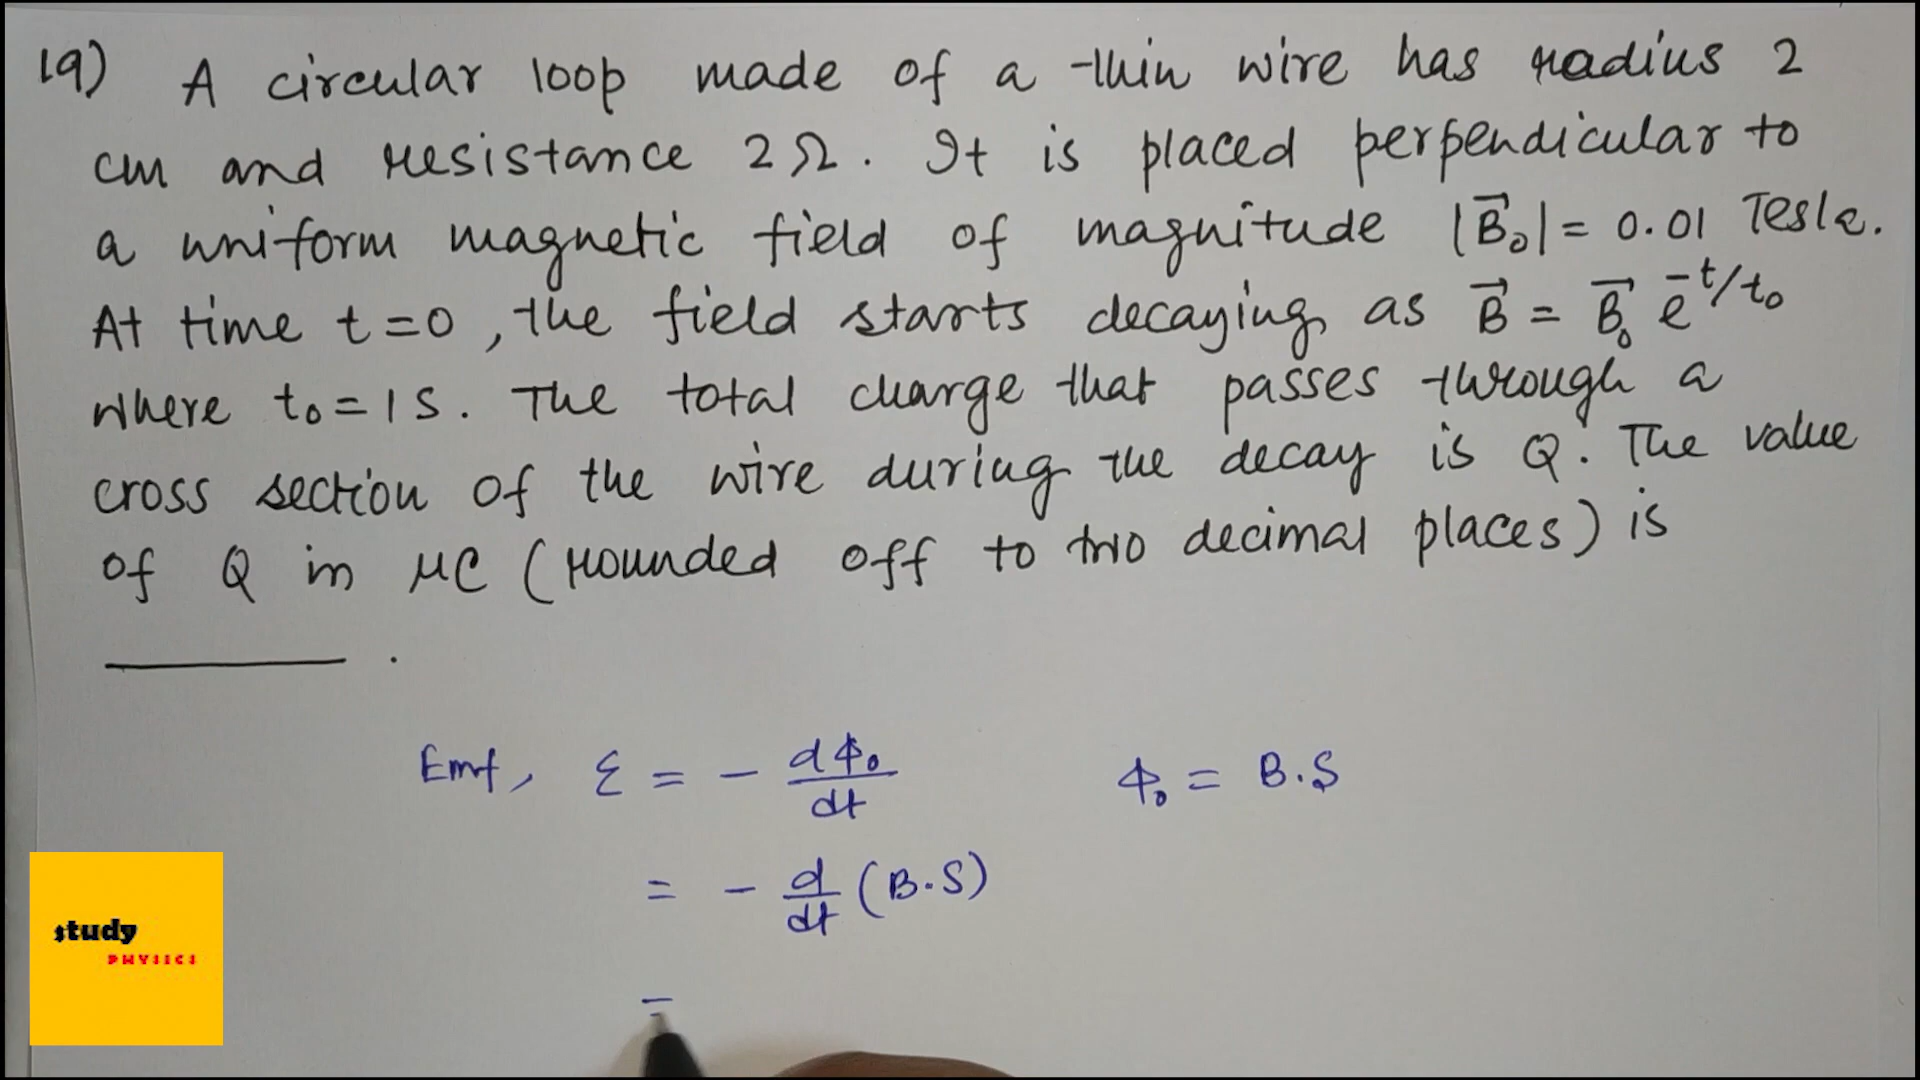 19) A circular loop made of a thin wire has radius 2
cm and resistance 2Ω. It is placed perpendicular to
a uniform magnetic field of magnitude |B⃗₀| = 0.01 Tesla.
At time t=0, the field starts decaying as B⃗ = B⃗₀ e^{-t/t₀}
where t₀=1s. The total charge that passes through a
cross section of the wire during the decay is Q. The value
of Q in μC (rounded off to two decimal places) is
______ .
Emf, ε = - dΦ₀/dt    Φ₀ = B.S
= - d/dt (B.S)
=
study
PHYSICS